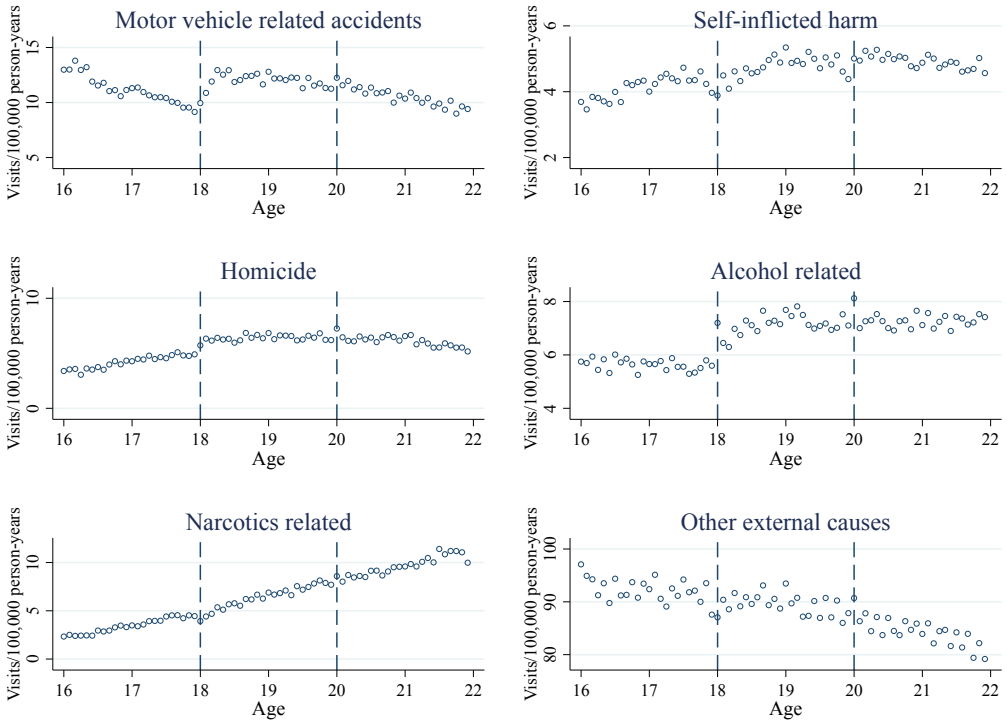 Motor vehicle related accidents
Visits/100,000 person-years
15
10
5
16 17 18 19 20 21 22
Age
Self-inflicted harm
Visits/100,000 person-years
6
4
2
16 17 18 19 20 21 22
Age
Homicide
Visits/100,000 person-years
10
0
16 17 18 19 20 21 22
Age
Alcohol related
Visits/100,000 person-years
8
6
4
16 17 18 19 20 21 22
Age
Narcotics related
Visits/100,000 person-years
10
5
0
16 17 18 19 20 21 22
Age
Other external causes
Visits/100,000 person-years
100
90
80
16 17 18 19 20 21 22
Age